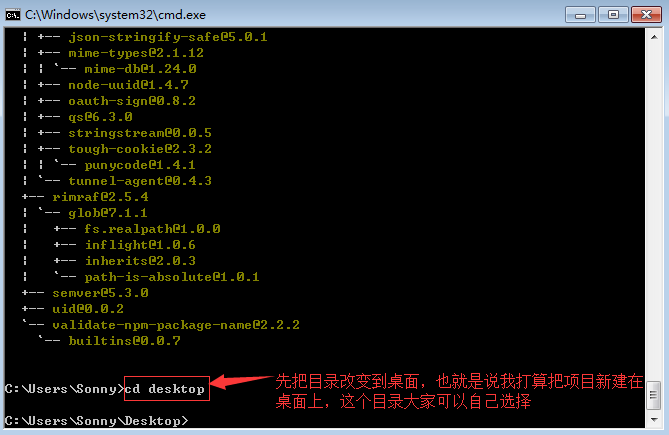 C:\Windows\system32\cmd.exe
| +-- json-stringify-safe@5.0.1
| +-- mime-types@2.1.12
| | `-- mime-db@1.24.0
| +-- node-uuid@1.4.7
| +-- oauth-sign@0.8.2
| +-- qs@6.3.0
| +-- stringstream@0.0.5
| +-- tough-cookie@2.3.2
| | `-- punycode@1.4.1
| `-- tunnel-agent@0.4.3
+-- rimraf@2.5.4
| `-- glob@7.1.1
|   +-- fs.realpath@1.0.0
|   +-- inflight@1.0.6
|   +-- inherits@2.0.3
|   `-- path-is-absolute@1.0.1
+-- semver@5.3.0
+-- uid@0.0.2
`-- validate-npm-package-name@2.2.2
  `-- builtins@0.0.7
C:\Users\Sonny>cd desktop
先把目录改变到桌面，也就是说我打算把项目新建在
桌面上，这个目录大家可以自己选择
C:\Users\Sonny\Desktop>